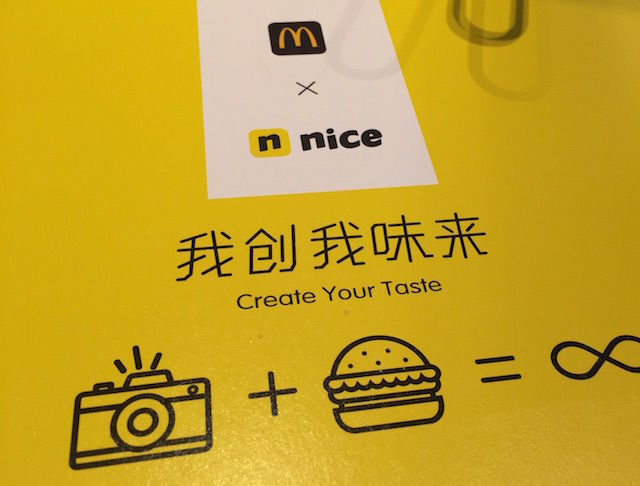 ×
n nice
我创我味来
Create Your Taste
+ = ∞